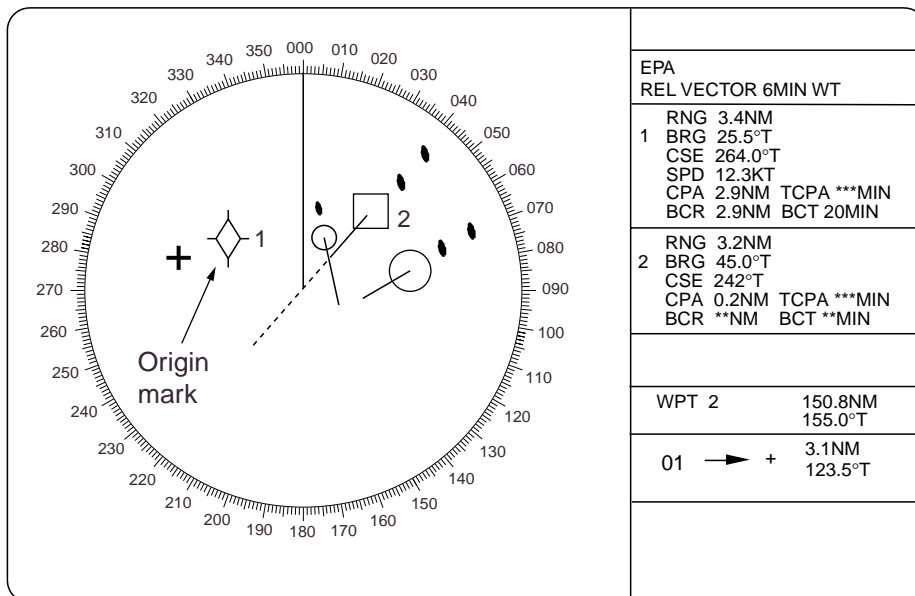 000
010
020
030
040
050
060
070
080
090
100
110
120
130
140
150
160
170
180
190
200
210
220
230
240
250
260
270
280
290
300
310
320
330
340
350
1
2
+
Origin
mark
EPA
REL VECTOR 6MIN WT
RNG 3.4NM
1 BRG 25.5°T
CSE 264.0°T
SPD 12.3KT
CPA 2.9NM TCPA ***MIN
BCR 2.9NM BCT 20MIN
RNG 3.2NM
2 BRG 45.0°T
CSE 242°T
CPA 0.2NM TCPA ***MIN
BCR **NM BCT **MIN
WPT 2 150.8NM
155.0°T
01 → + 3.1NM
123.5°T